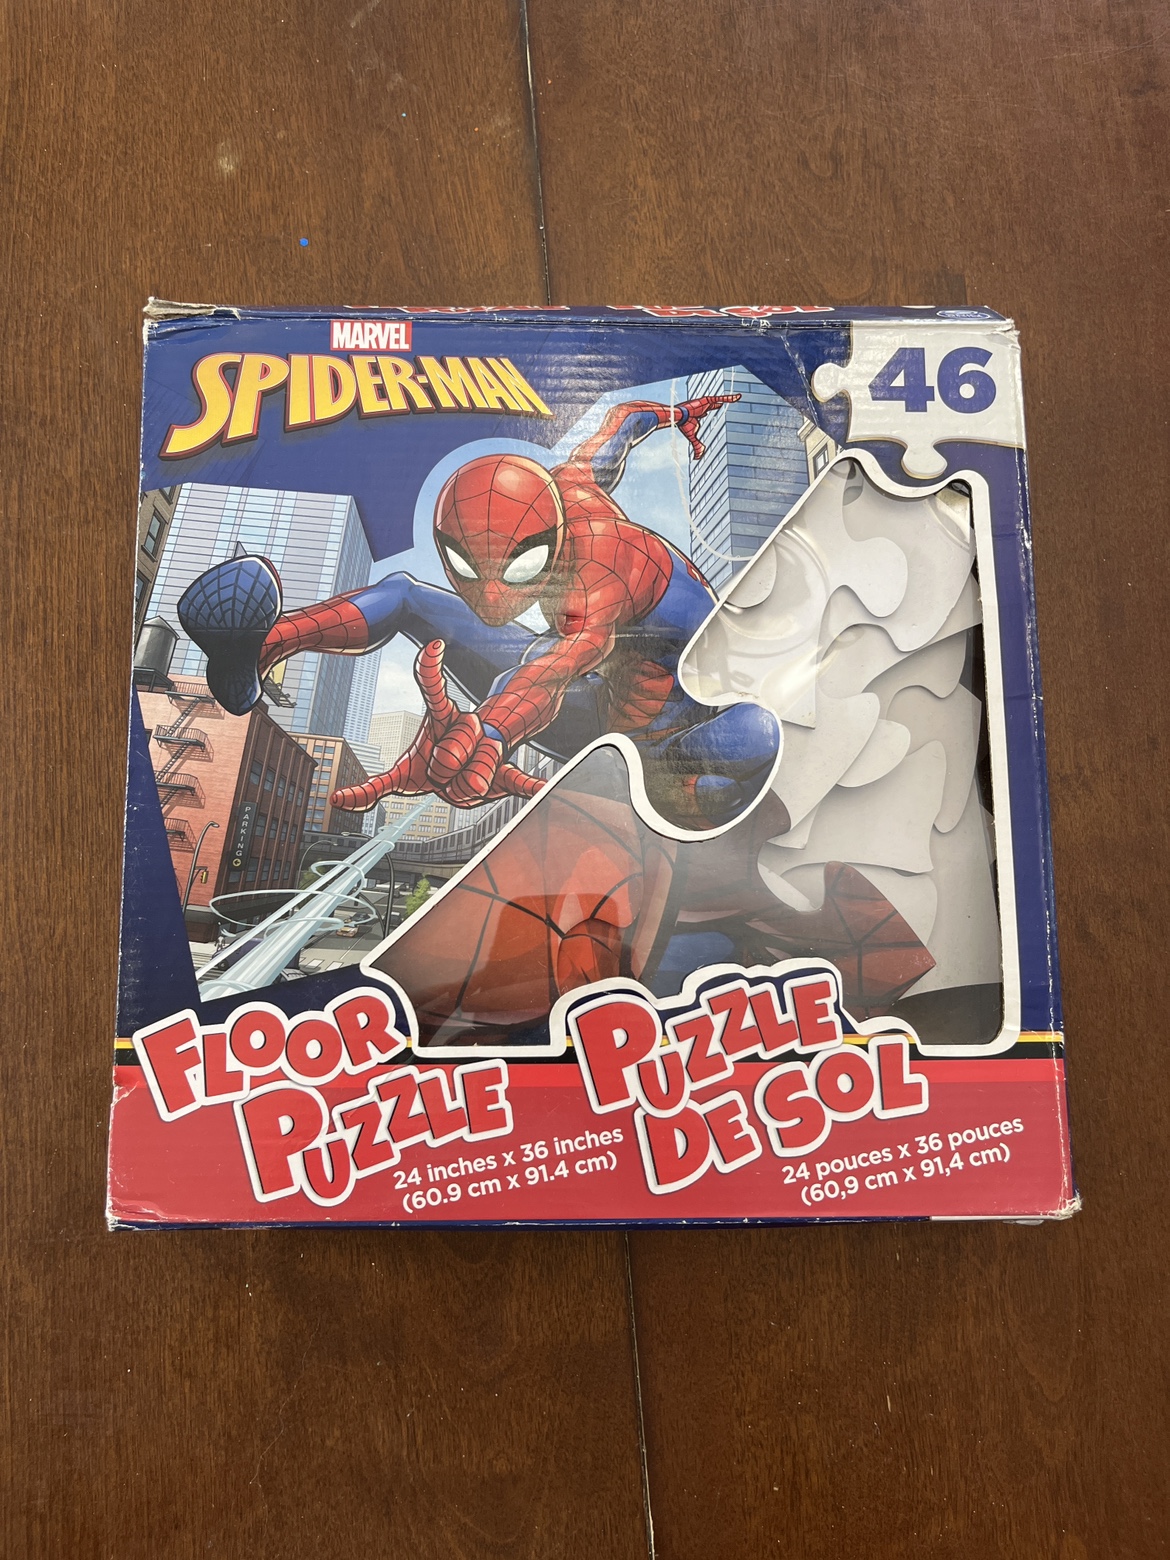 MARVEL
SPIDER-MAN
46
PARKING
FLOOR
PUZZLE
24 inches x 36 inches
(60.9 cm x 91.4 cm)
PUZZLE
DE SOL
24 pouces x 36 pouces
(60,9 cm x 91,4 cm)